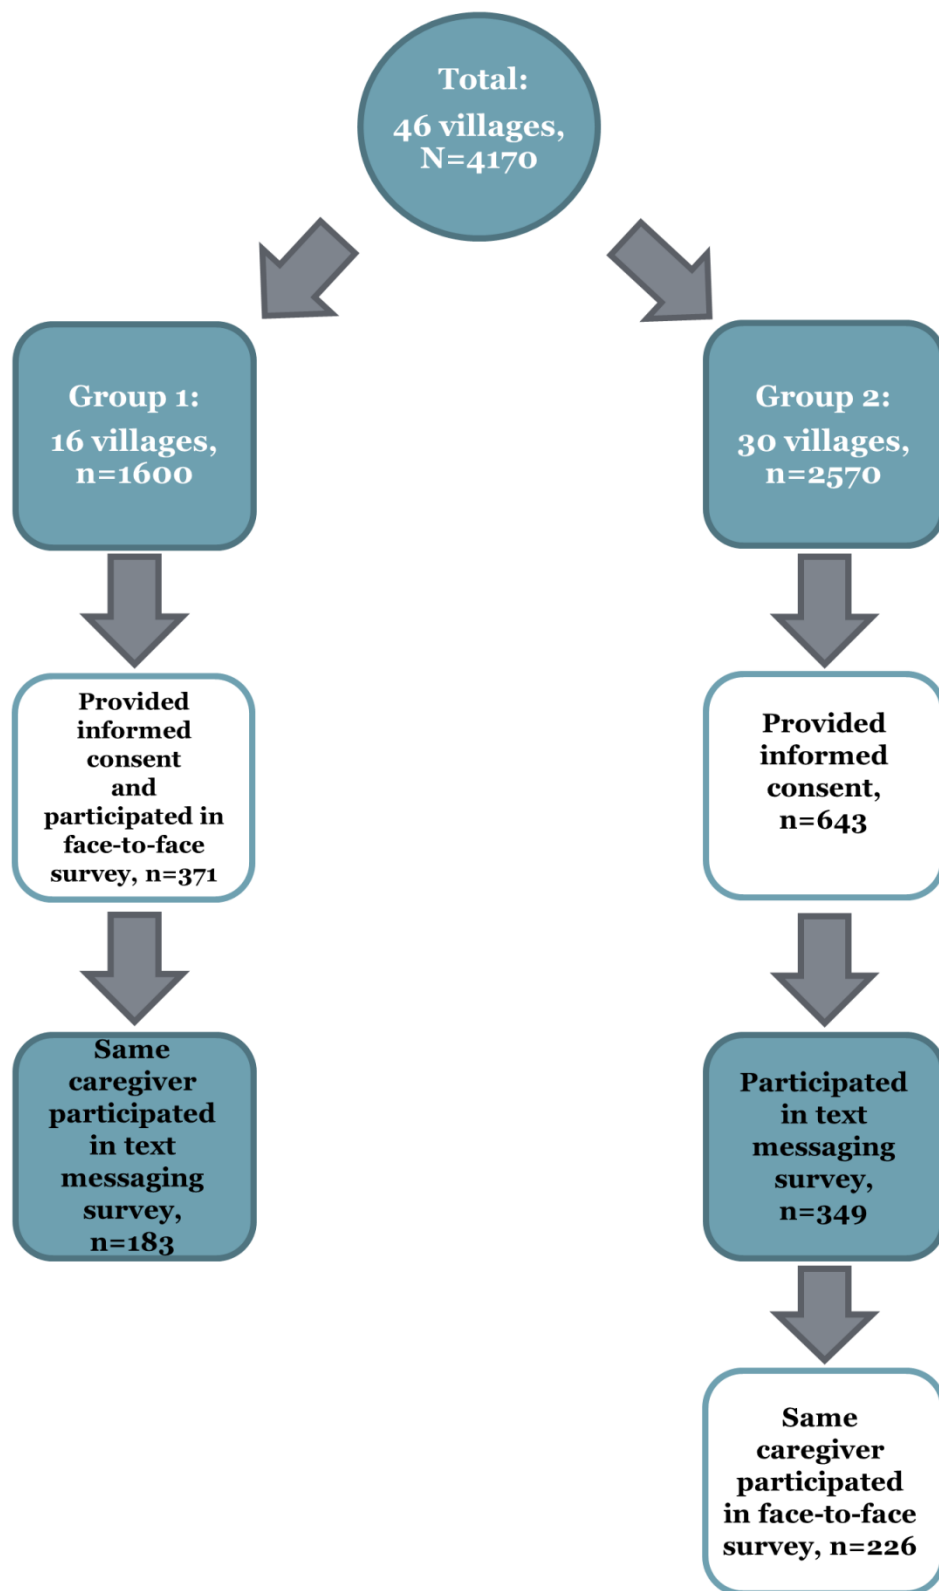 Total:
46 villages,
N=4170
Group 1:
16 villages,
n=1600
Group 2:
30 villages,
n=2570
Provided
informed
consent
and
participated in
face-to-face
survey, n=371
Provided
informed
consent,
n=643
Same
caregiver
participated
in text
messaging
survey,
n=183
Participated
in text
messaging
survey,
n=349
Same
caregiver
participated
in face-to-face
survey, n=226